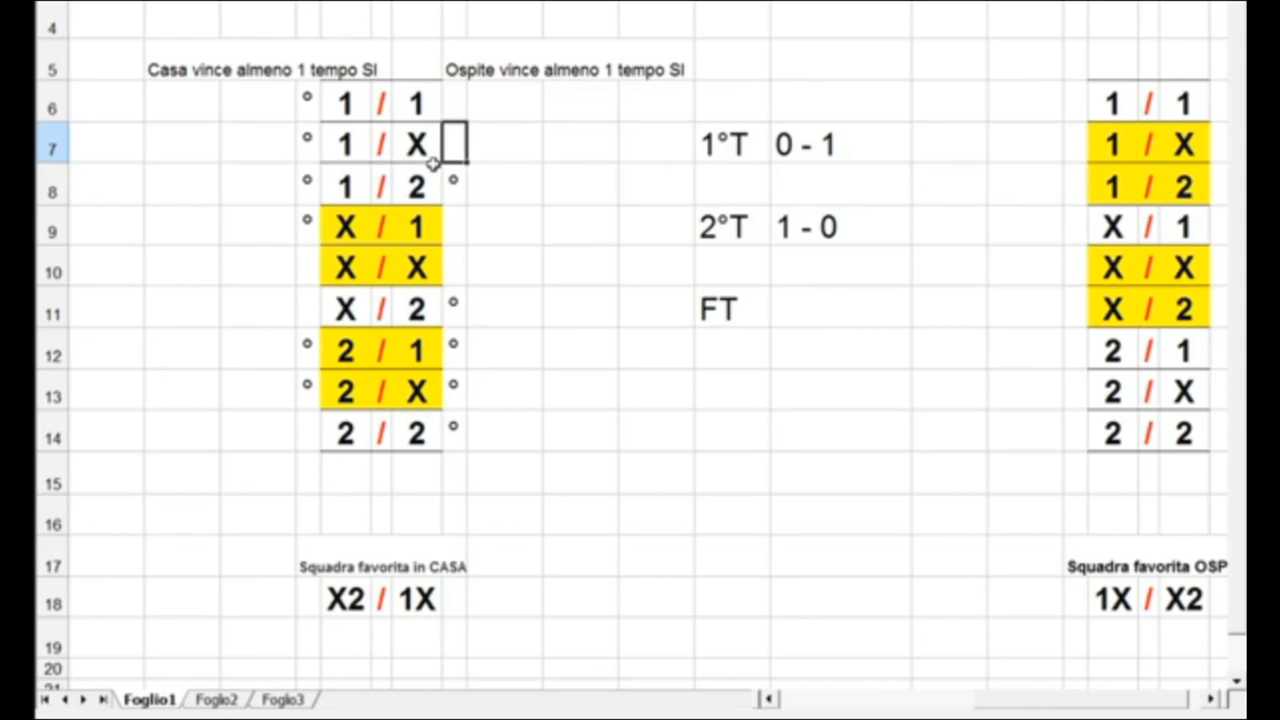 4
5 Casa vince almeno 1 tempo SI Ospite vince almeno 1 tempo SI
6 ° 1 / 1 1 / 1
7 ° 1 / X 1°T 0 - 1 1 / X
8 ° 1 / 2 ° 1 / 2
9 ° X / 1 2°T 1 - 0 X / 1
10 X / X X / X
11 X / 2 ° FT X / 2
12 ° 2 / 1 ° 2 / 1
13 ° 2 / X ° 2 / X
14 2 / 2 ° 2 / 2
15
16
17 Squadra favorita in CASA Squadra favorita OSP
18 X2 / 1X 1X / X2
19
20
21
Foglio1 / Foglio2 / Foglio3 /